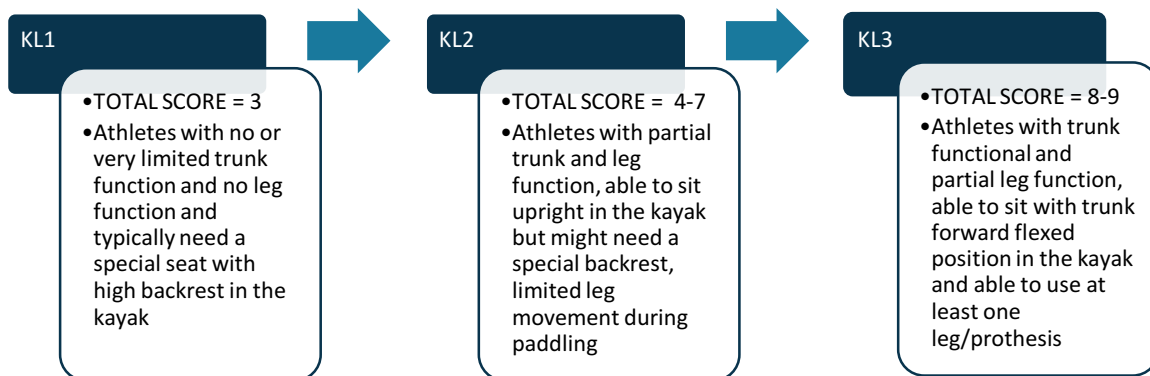 KL1
•TOTAL SCORE = 3
•Athletes with no or
very limited trunk
function and no leg
function and
typically need a
special seat with
high backrest in the
kayak
KL2
•TOTAL SCORE = 4-7
•Athletes with partial
trunk and leg
function, able to sit
upright in the kayak
but might need a
special backrest,
limited leg
movement during
paddling
KL3
•TOTAL SCORE = 8-9
•Athletes with trunk
functional and
partial leg function,
able to sit with trunk
forward flexed
position in the kayak
and able to use at
least one
leg/prothesis